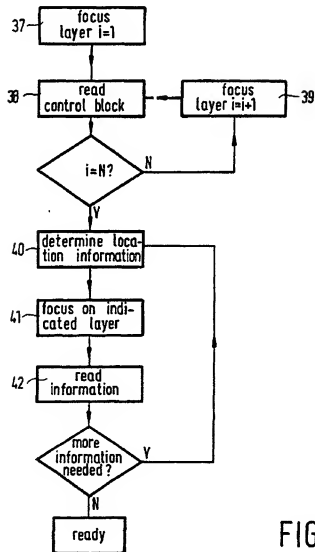 37
focus
layer i=1
38
read
control block
focus
layer i=i+1
39
i=N?
N
Y
40
determine loca-
tion information
41
focus on indi-
cated layer
42
read
information
more
information
needed?
Y
N
ready
FIG